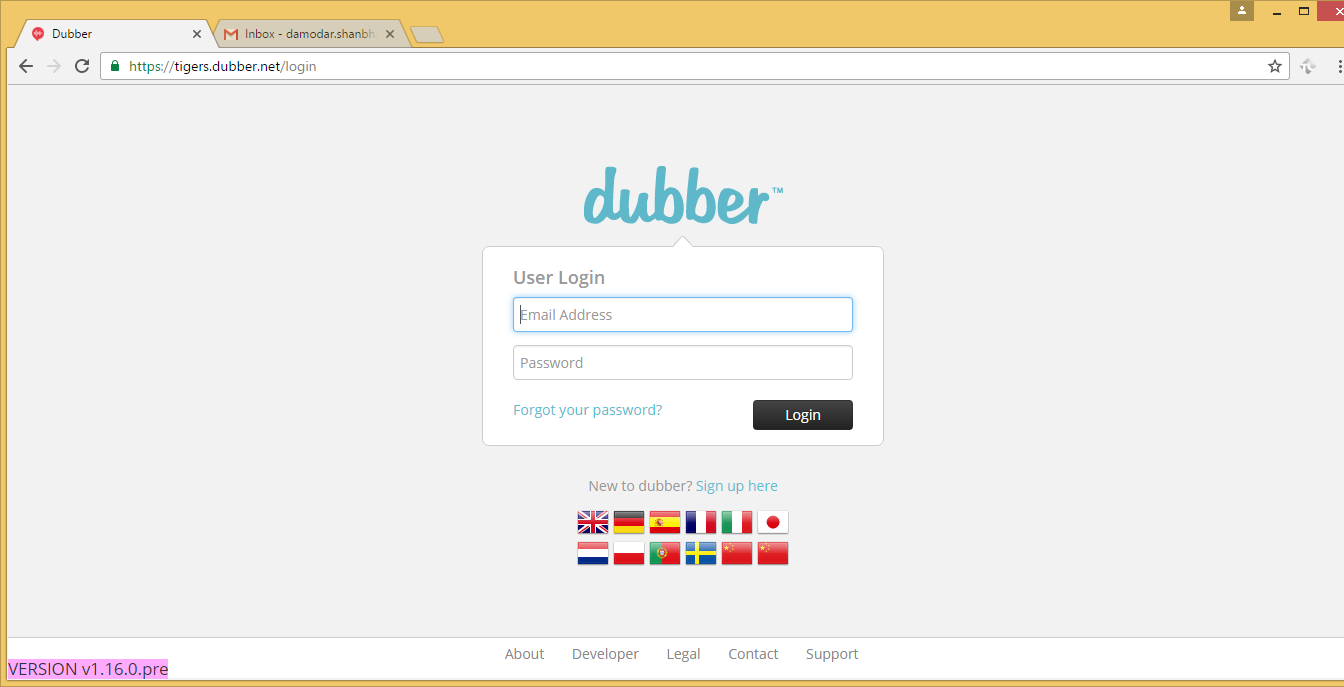 Dubber
Inbox - damodar.shanbh
https://tigers.dubber.net/login
dubber™
User Login
Email Address
Password
Forgot your password?
Login
New to dubber? Sign up here
About Developer Legal Contact Support
VERSION v1.16.0.pre